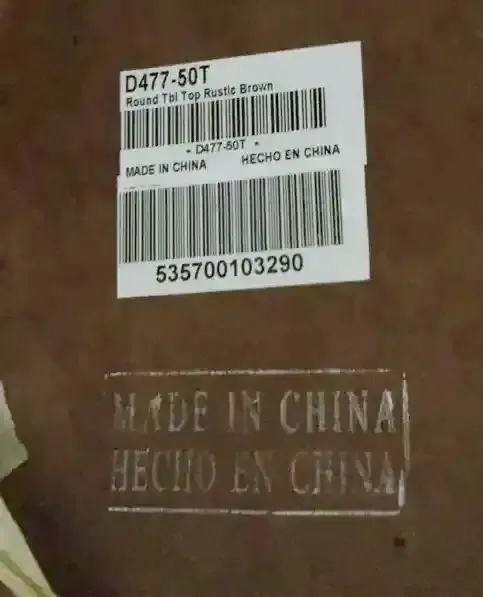 D477-50T
Round Tbl Top Rustic Brown
* D477-50T *
MADE IN CHINA HECHO EN CHINA
535700103290
MADE IN CHINA
HECHO EN CHINA